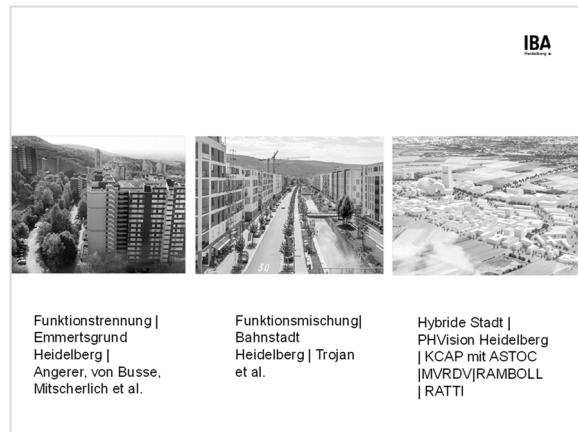 IBA
Heidelberg ▸
30
Funktionstrennung |
Emmertsgrund
Heidelberg |
Angerer, von Busse,
Mitscherlich et al.
Funktionsmischung|
Bahnstadt
Heidelberg | Trojan
et al.
Hybride Stadt |
PHVision Heidelberg
| KCAP mit ASTOC
|MVRDV|RAMBOLL
| RATTI